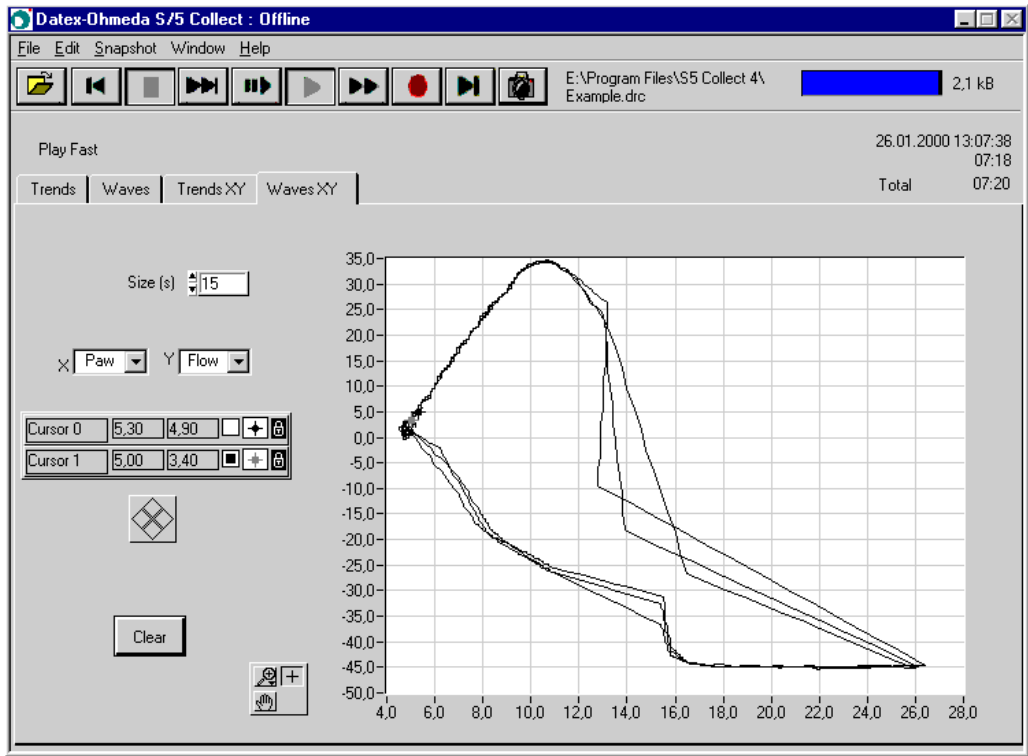 Datex-Ohmeda S/5 Collect : Offline
File Edit Snapshot Window Help
E:\Program Files\S5 Collect 4\
Example.drc
2,1 kB
Play Fast
26.01.2000 13:07:38
07:18
Total 07:20
Trends Waves Trends XY Waves XY
Size (s) 15
X Paw Y Flow
Cursor 0 5,30 4,90
Cursor 1 5,00 3,40
Clear
35,0
30,0
25,0
20,0
15,0
10,0
5,0
0,0
-5,0
-10,0
-15,0
-20,0
-25,0
-30,0
-35,0
-40,0
-45,0
-50,0
4,0 6,0 8,0 10,0 12,0 14,0 16,0 18,0 20,0 22,0 24,0 26,0 28,0